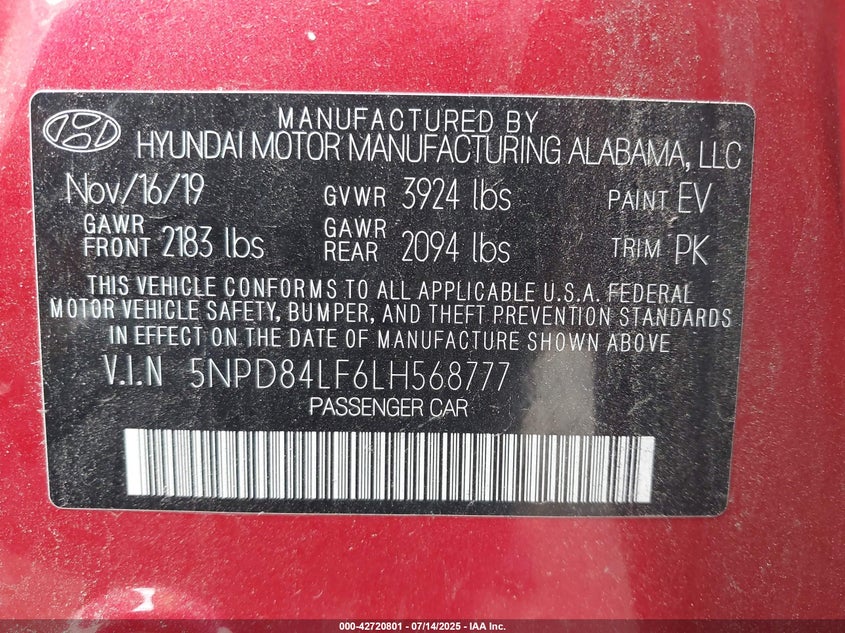 MANUFACTURED BY
HYUNDAI MOTOR MANUFACTURING ALABAMA, LLC
Nov/16/19 GVWR 3924 lbs PAINT EV
GAWR FRONT 2183 lbs GAWR REAR 2094 lbs TRIM PK
THIS VEHICLE CONFORMS TO ALL APPLICABLE U.S.A. FEDERAL
MOTOR VEHICLE SAFETY, BUMPER, AND THEFT PREVENTION STANDARDS
IN EFFECT ON THE DATE OF MANUFACTURE SHOWN ABOVE.
V.I.N 5NPD84LF6LH568777
PASSENGER CAR
000-42720801 - 07/14/2025 - IAA Inc.